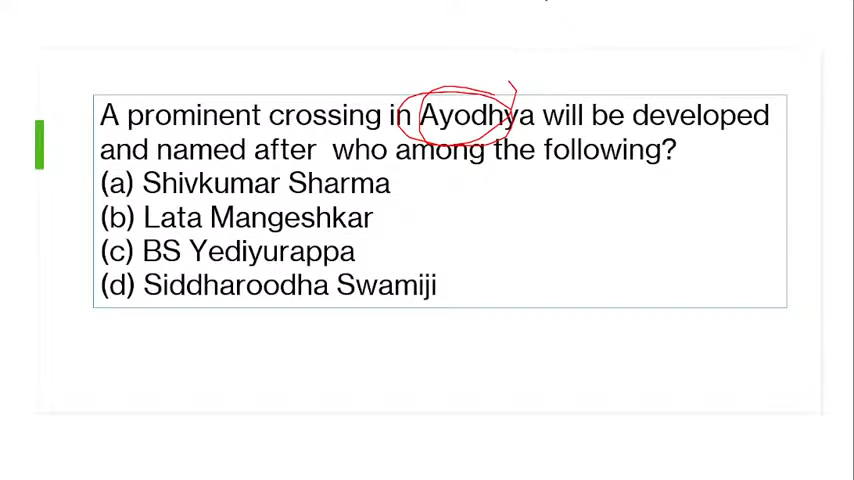 A prominent crossing in Ayodhya will be developed
and named after who among the following?
(a) Shivkumar Sharma
(b) Lata Mangeshkar
(c) BS Yediyurappa
(d) Siddharoodha Swamiji